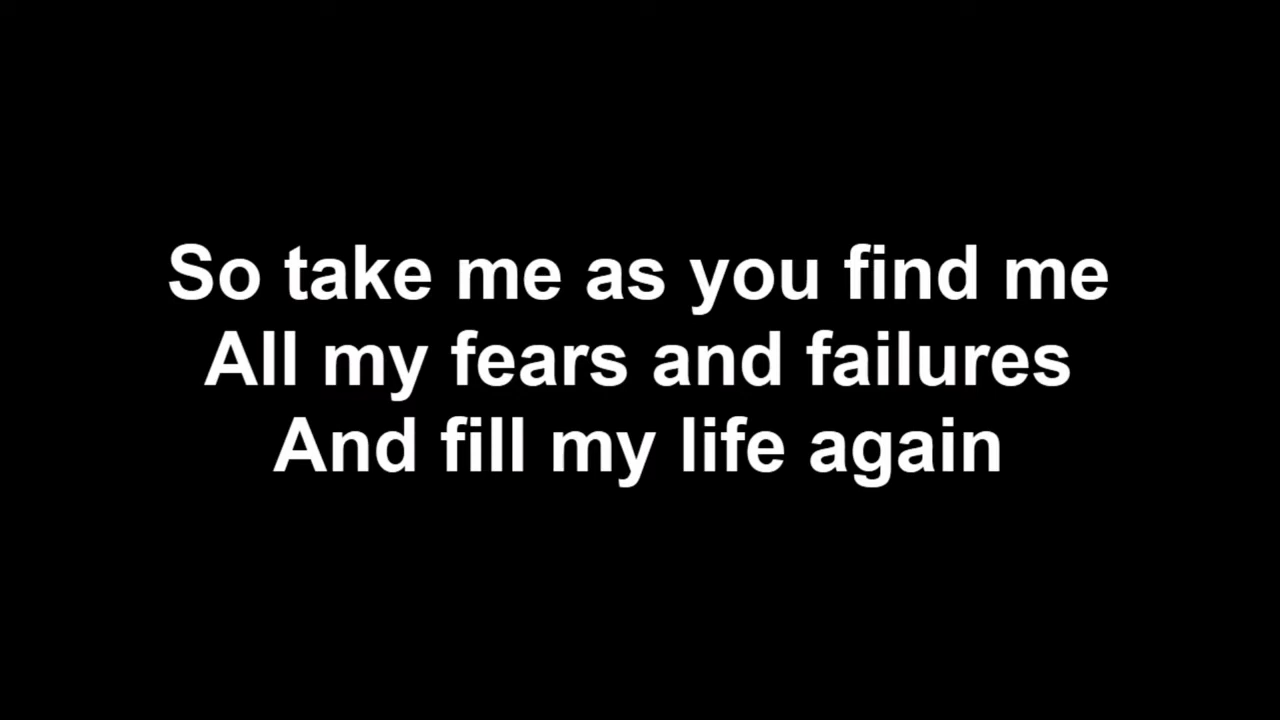 So take me as you find me
All my fears and failures
And fill my life again